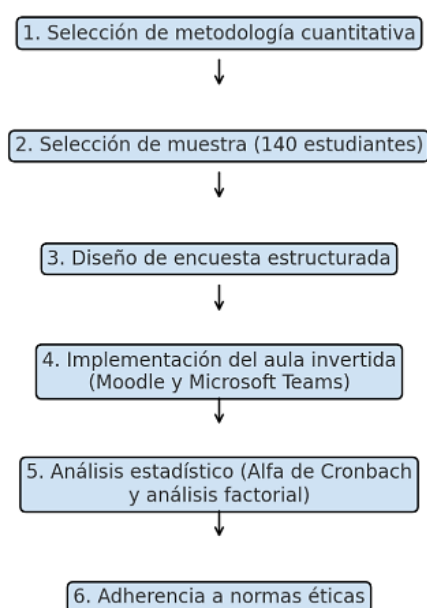 1. Selección de metodología cuantitativa
2. Selección de muestra (140 estudiantes)
3. Diseño de encuesta estructurada
4. Implementación del aula invertida
(Moodle y Microsoft Teams)
5. Análisis estadístico (Alfa de Cronbach
y análisis factorial)
6. Adherencia a normas éticas